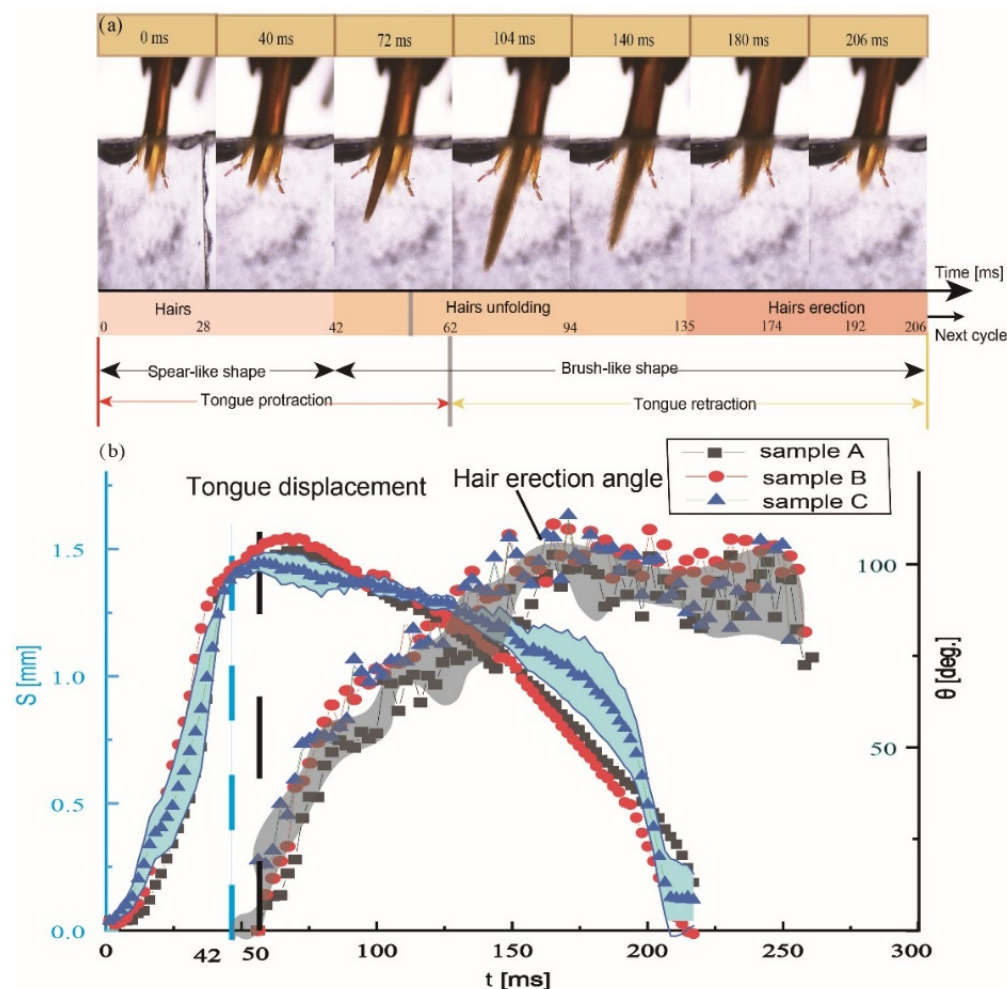 (a)
0 ms 40 ms 72 ms 104 ms 140 ms 180 ms 206 ms
Time [ms]
Hairs Hairs unfolding Hairs erection
0 28 42 62 94 135 174 192 206
Next cycle
Spear-like shape Brush-like shape
Tongue protraction Tongue retraction
(b)
sample A
sample B
sample C
Tongue displacement
Hair erection angle
1.5
1.0
0.5
0.0
S [mm]
100
50
θ [deg.]
0 42 50 100 150 200 250 300
t [ms]